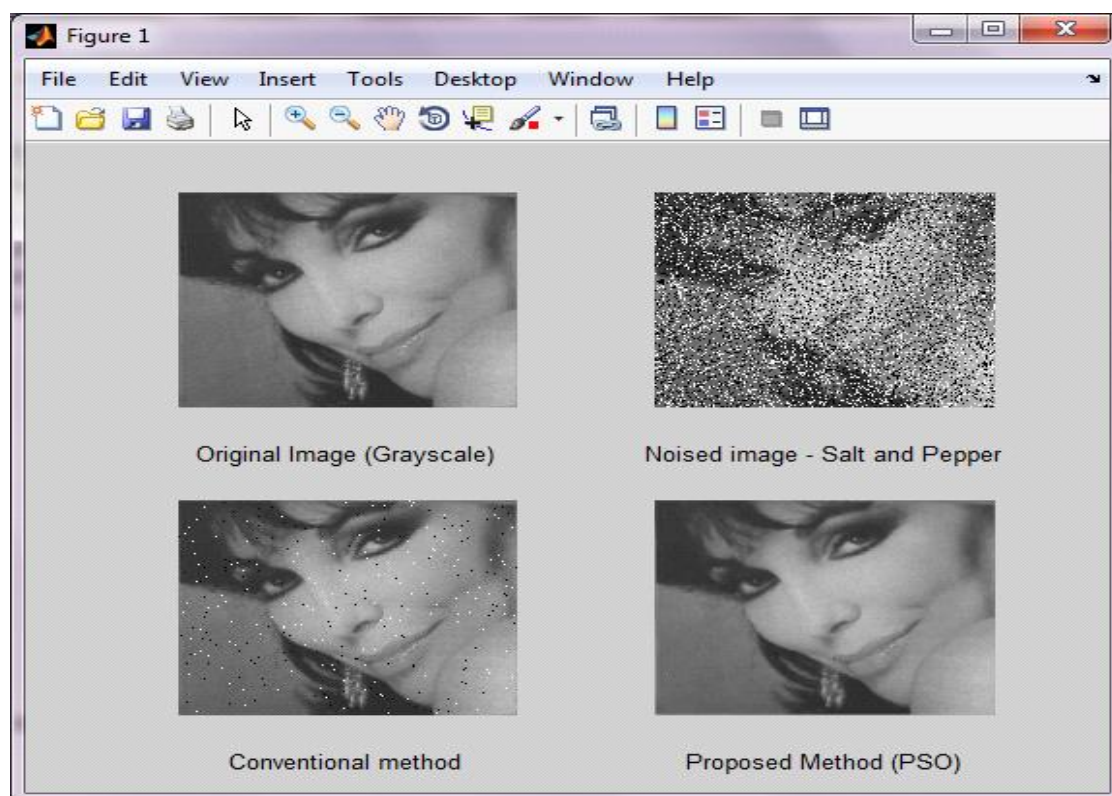 Figure 1
File Edit View Insert Tools Desktop Window Help
Original Image (Grayscale)
Noised image - Salt and Pepper
Conventional method
Proposed Method (PSO)